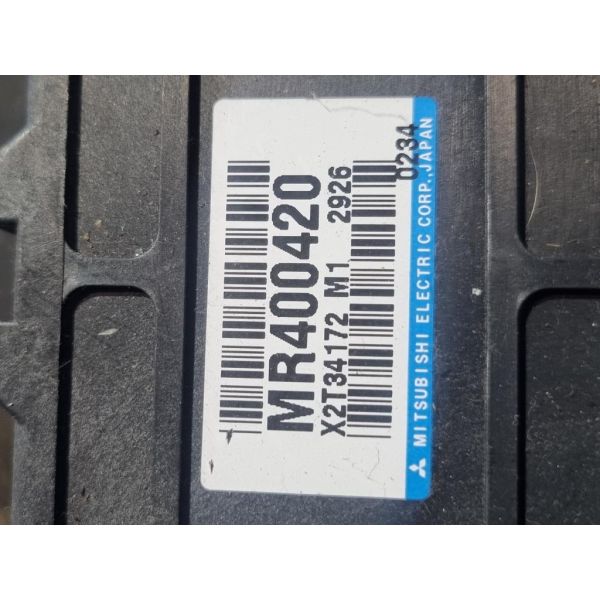 MR400420
X2T34172 M1 2926
0234
MITSUBISHI ELECTRIC CORP., JAPAN